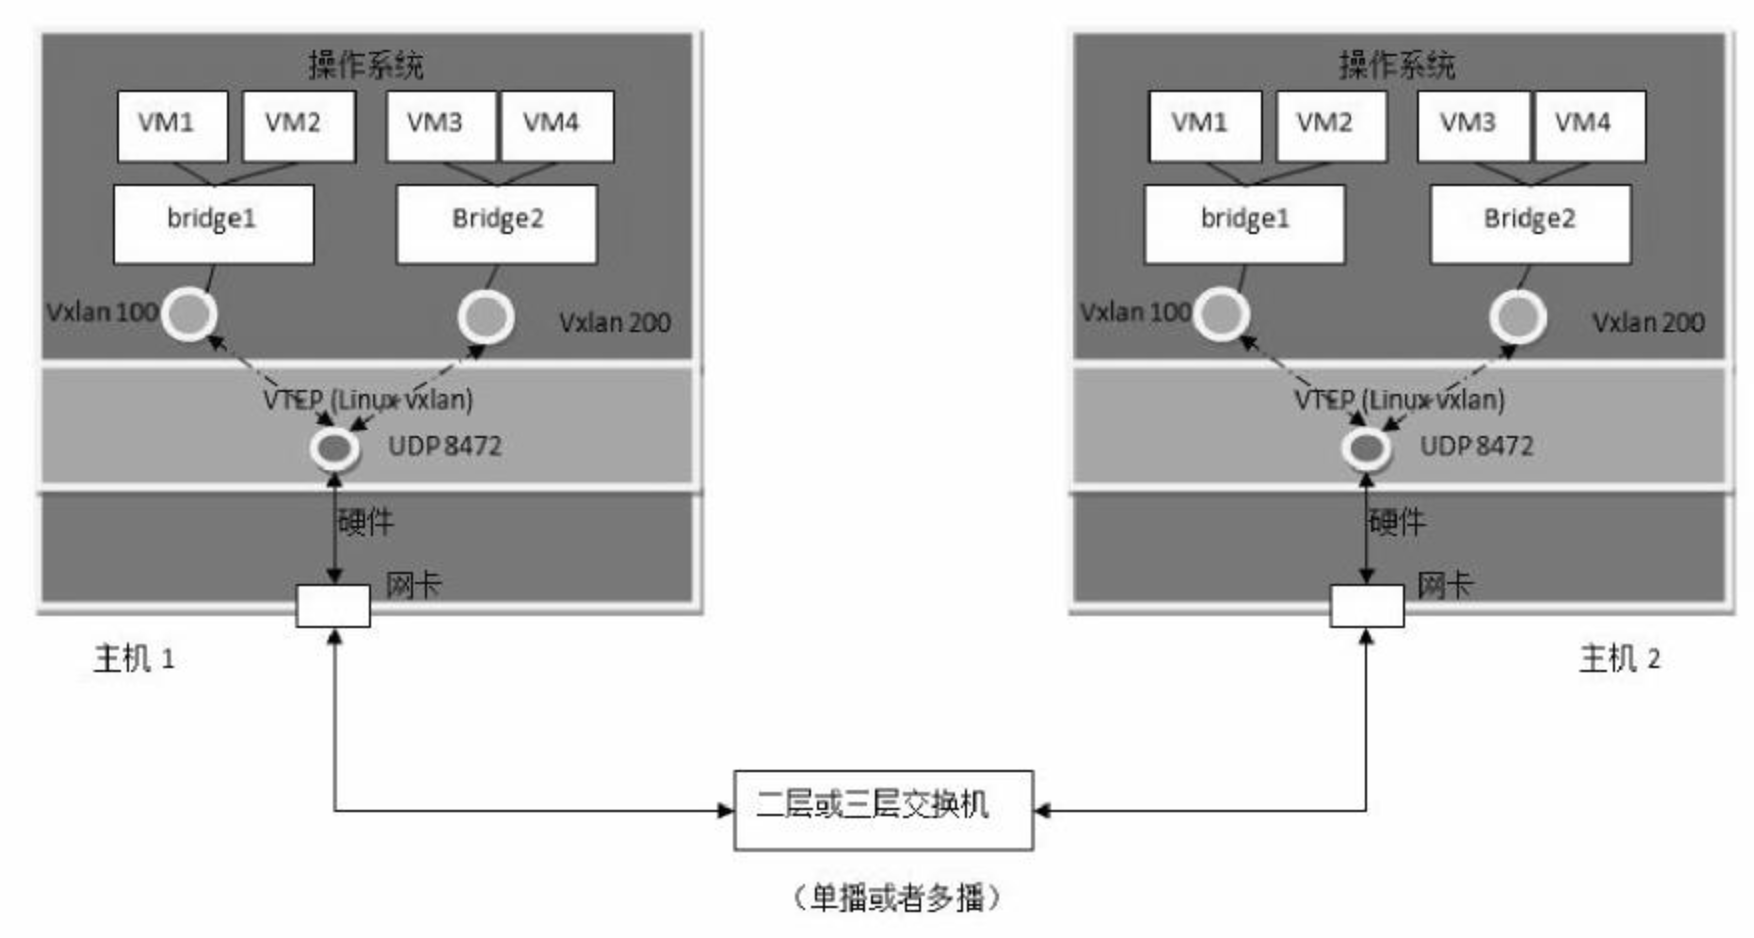 操作系统
VM1 VM2 VM3 VM4
bridge1 Bridge2
Vxlan 100 Vxlan 200
VTEP (Linux vxlan)
UDP 8472
硬件
网卡
主机 1
操作系统
VM1 VM2 VM3 VM4
bridge1 Bridge2
Vxlan 100 Vxlan 200
VTEP (Linux vxlan)
UDP 8472
硬件
网卡
主机 2
二层或三层交换机
（单播或者多播）